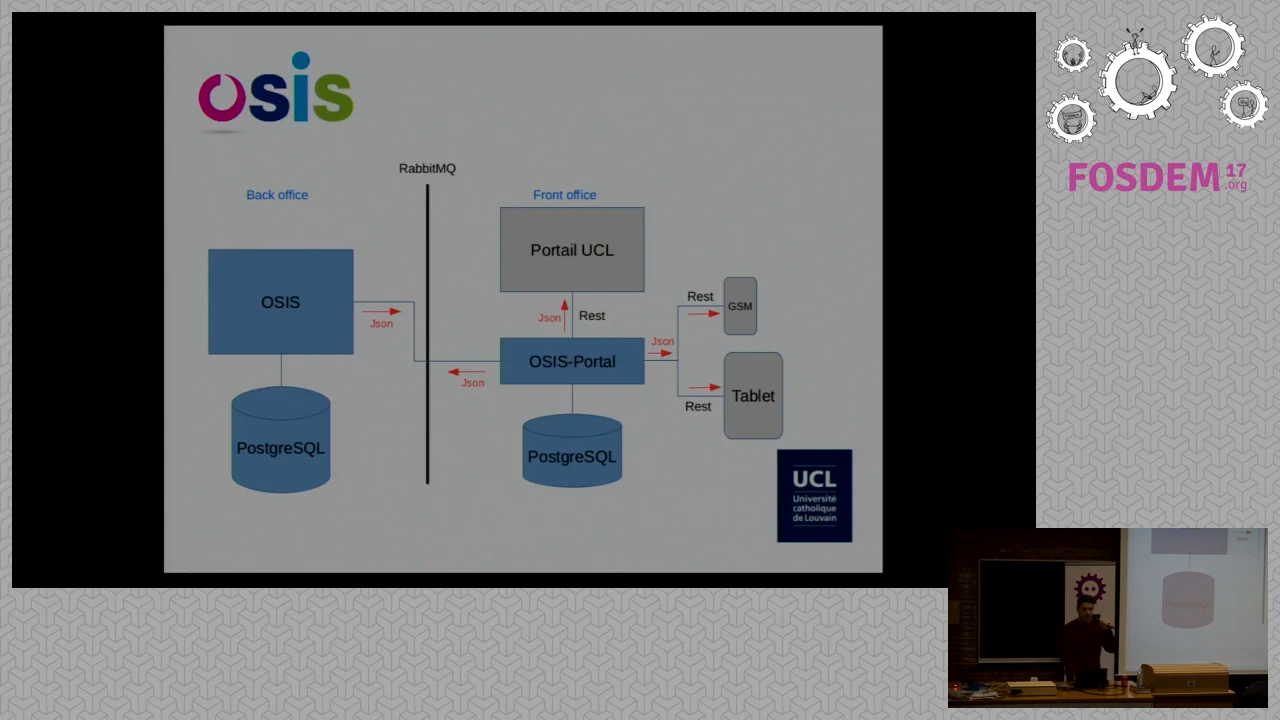 osis
RabbitMQ
Back office
Front office
Portail UCL
OSIS
Json
Json
Rest
Rest
GSM
Json
OSIS-Portal
Json
Rest
Tablet
PostgreSQL
PostgreSQL
UCL
Université
catholique
de Louvain
FOSDEM 17
.org
Json